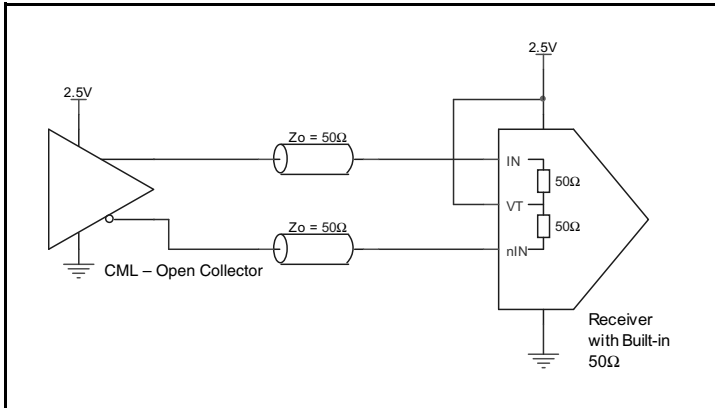 2.5V
2.5V
Zo = 50Ω
IN
50Ω
VT
50Ω
Zo = 50Ω
nIN
CML – Open Collector
Receiver
with Built-in
50Ω